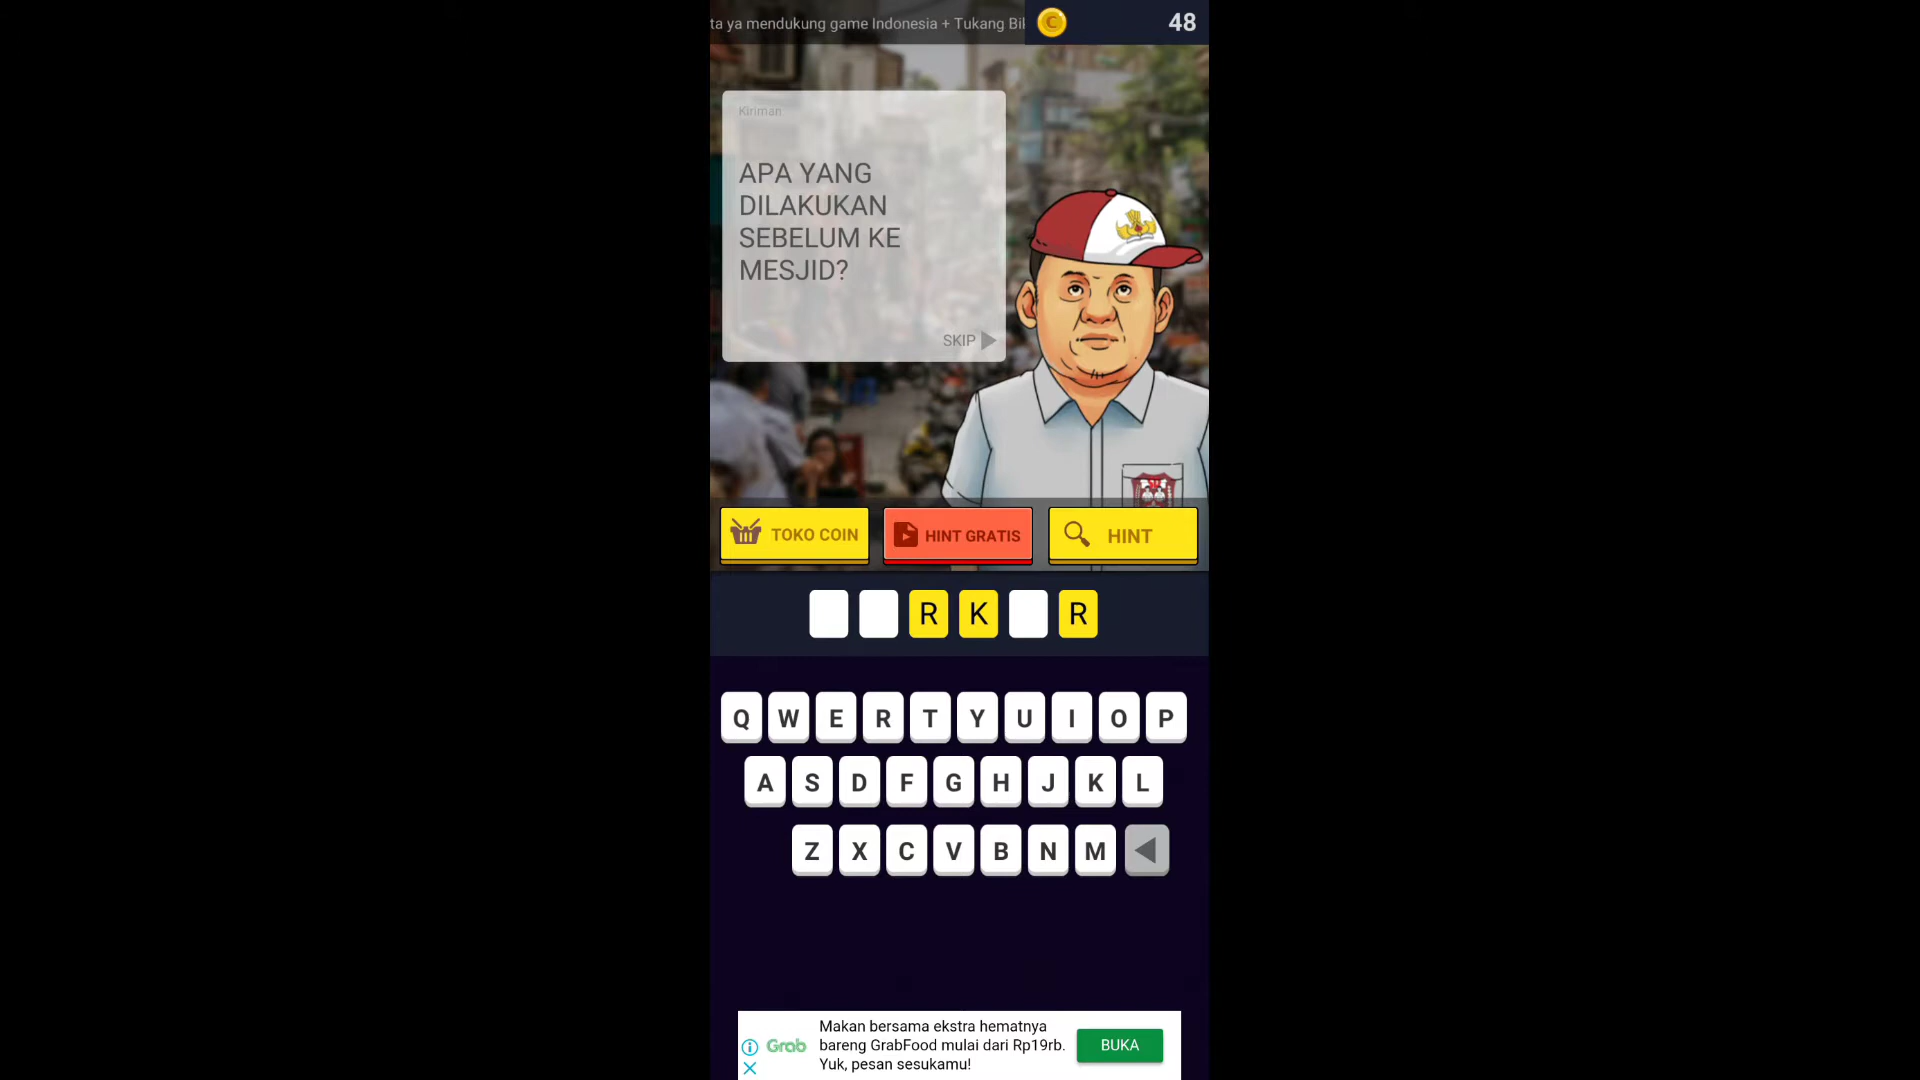 ta ya mendukung game Indonesia + Tukang Bi
48
Kiriman
APA YANG
DILAKUKAN
SEBELUM KE
MESJID?
SKIP
TOKO COIN
HINT GRATIS
HINT
R K R
Q W E R T Y U I O P
A S D F G H J K L
Z X C V B N M
Makan bersama ekstra hematnya
bareng GrabFood mulai dari Rp19rb.
Yuk, pesan sesukamu!
Grab
BUKA